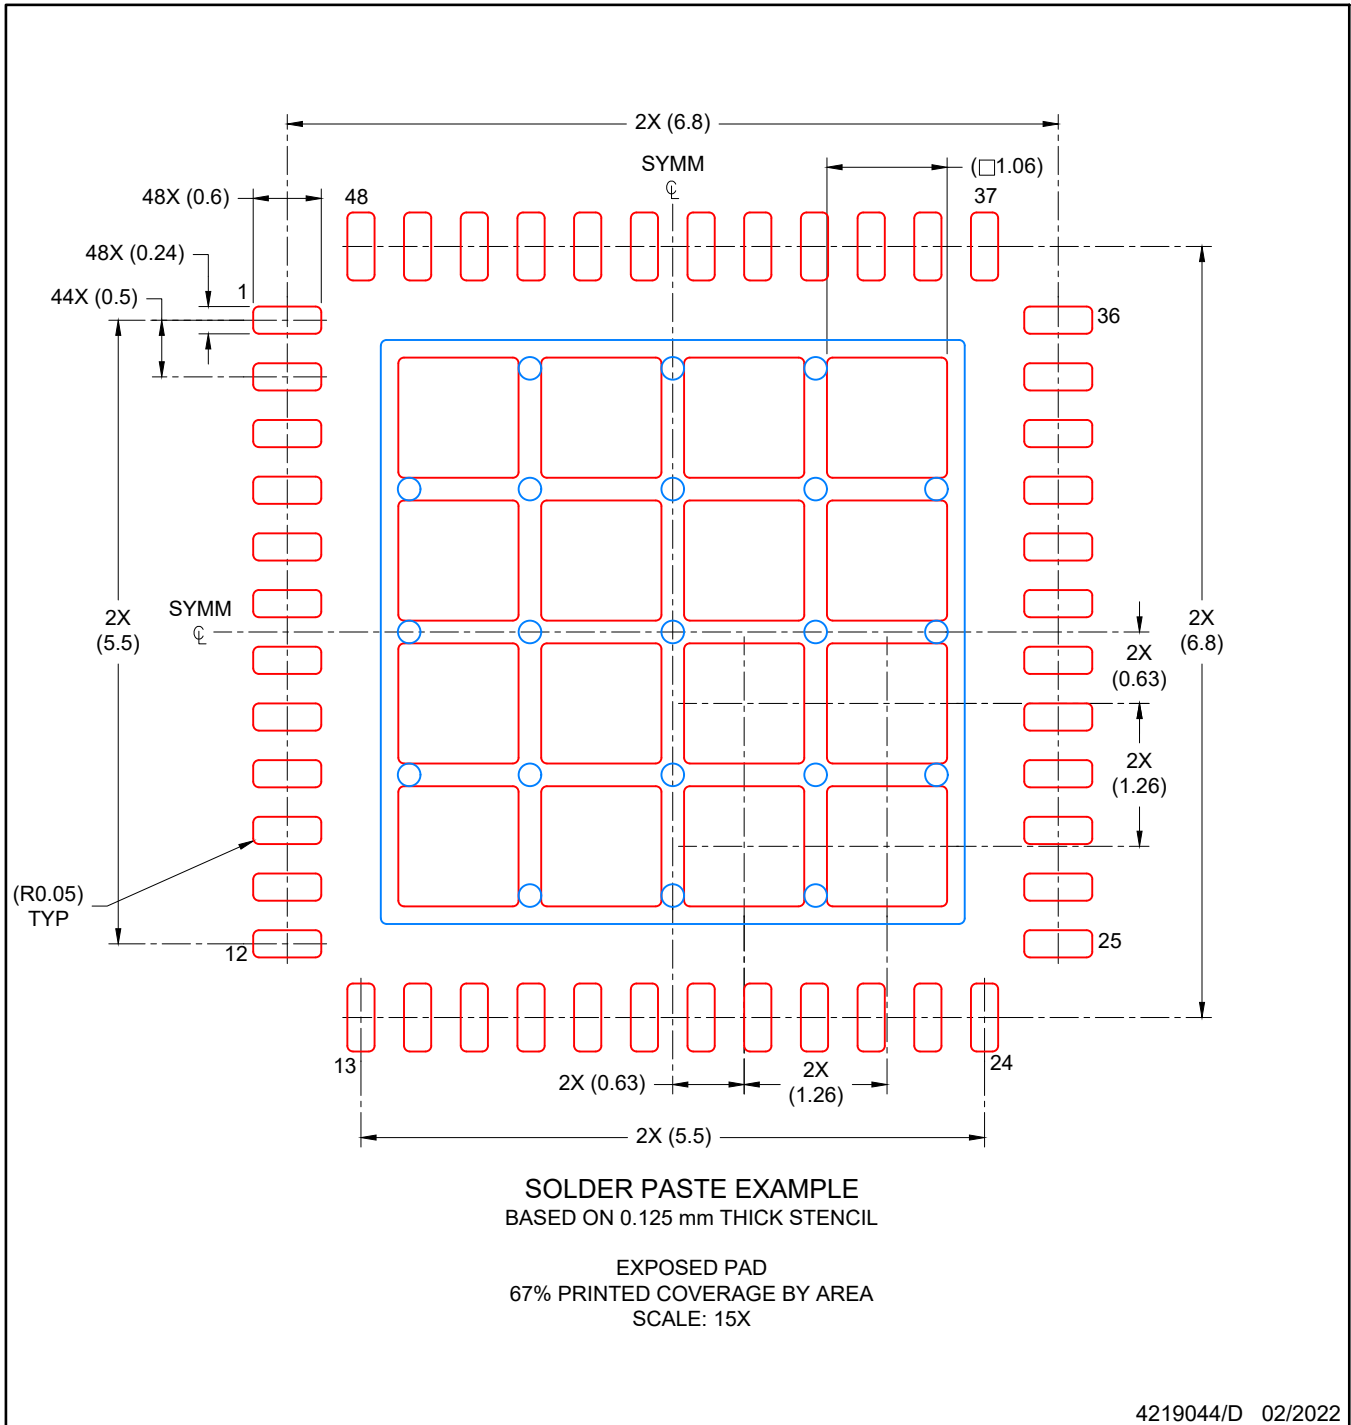 2X (6.8)
SYMM
℄
(□1.06)
48X (0.6)
48
37
48X (0.24)
44X (0.5)
1
36
SYMM
℄
2X
(5.5)
2X
(6.8)
2X
(0.63)
2X
(1.26)
(R0.05)
TYP
12
25
13
24
2X (0.63)
2X
(1.26)
2X (5.5)
SOLDER PASTE EXAMPLE
BASED ON 0.125 mm THICK STENCIL
EXPOSED PAD
67% PRINTED COVERAGE BY AREA
SCALE: 15X
4219044/D 02/2022